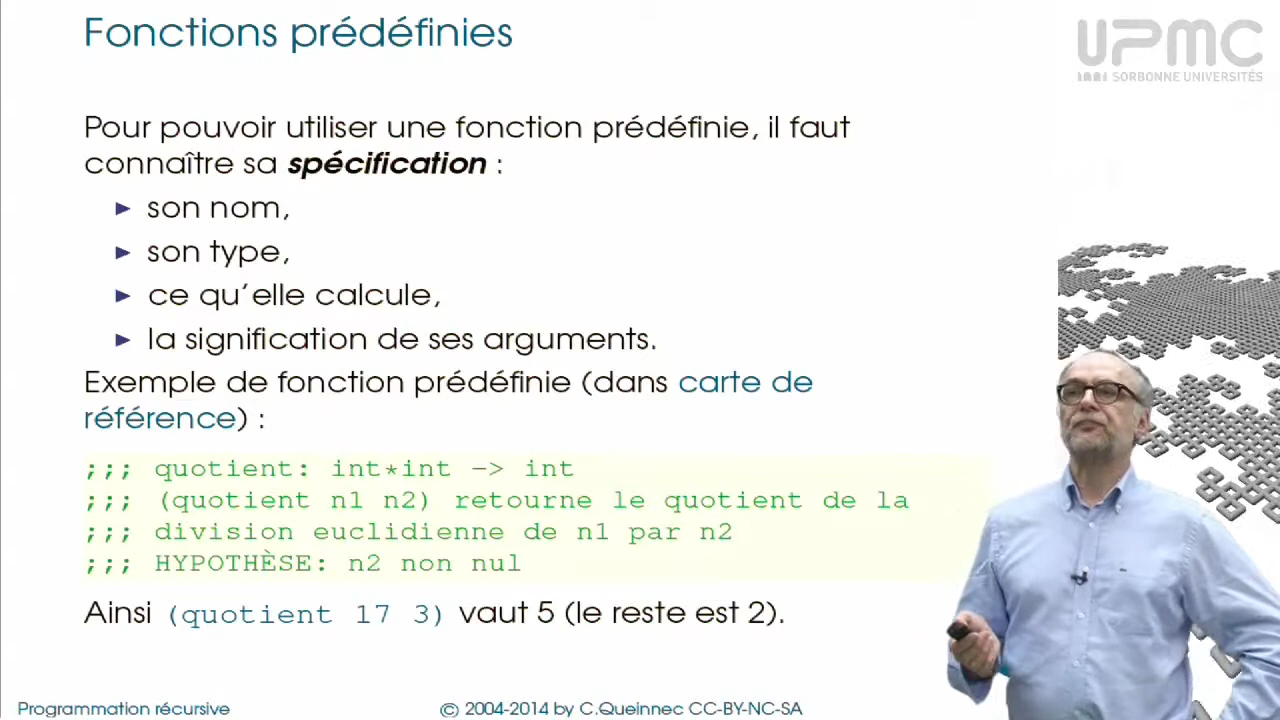 Fonctions prédéfinies
UPMC
SORBONNE UNIVERSITÉS
Pour pouvoir utiliser une fonction prédéfinie, il faut
connaître sa spécification :
► son nom,
► son type,
► ce qu'elle calcule,
► la signification de ses arguments.
Exemple de fonction prédéfinie (dans carte de
référence) :
;;; quotient: int*int -> int
;;; (quotient n1 n2) retourne le quotient de la
;;; division euclidienne de n1 par n2
;;; HYPOTHÈSE: n2 non nul
Ainsi (quotient 17 3) vaut 5 (le reste est 2).
Programmation récursive
© 2004-2014 by C.Queinnec CC-BY-NC-SA